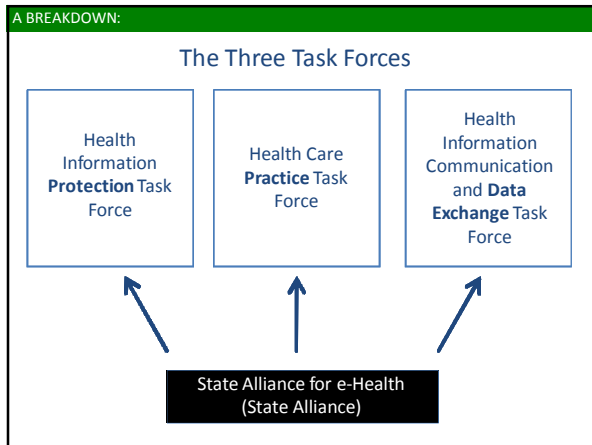 A BREAKDOWN:
The Three Task Forces
Health
Information
Protection Task
Force
Health Care
Practice Task
Force
Health
Information
Communication
and Data
Exchange Task
Force
State Alliance for e-Health
(State Alliance)